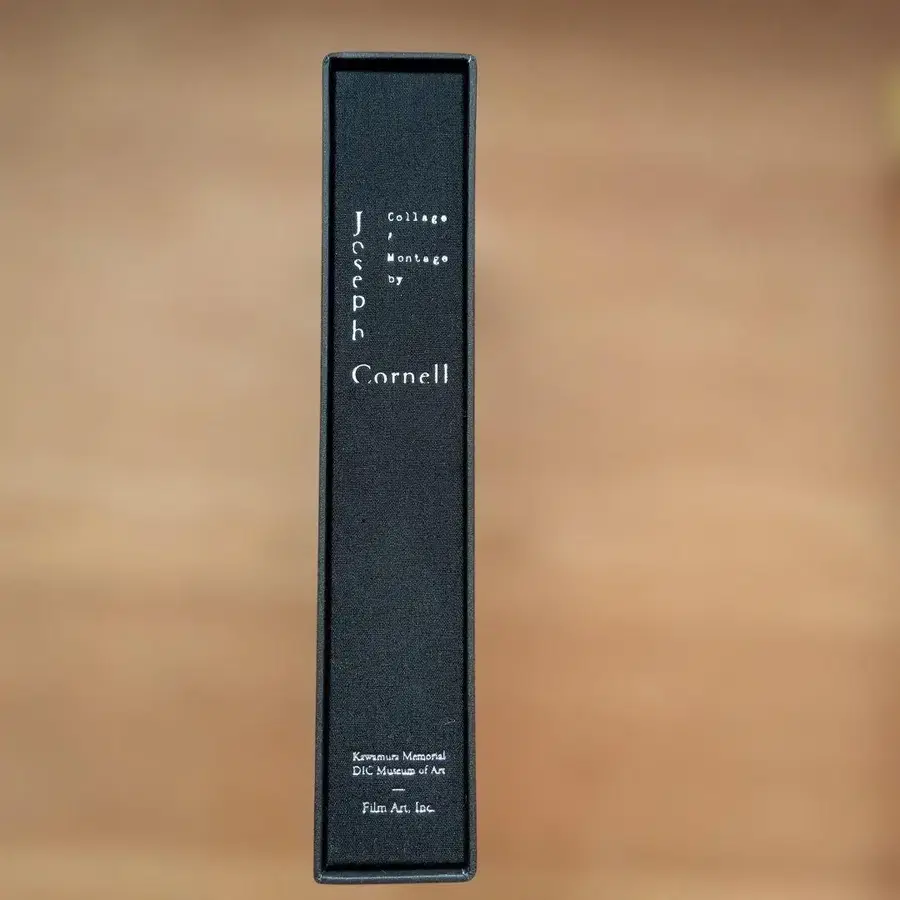 Joseph
Collage
,
Montage
by
Cornell
Kawamura Memorial
DIC Museum of Art
—
Film Art, Inc.